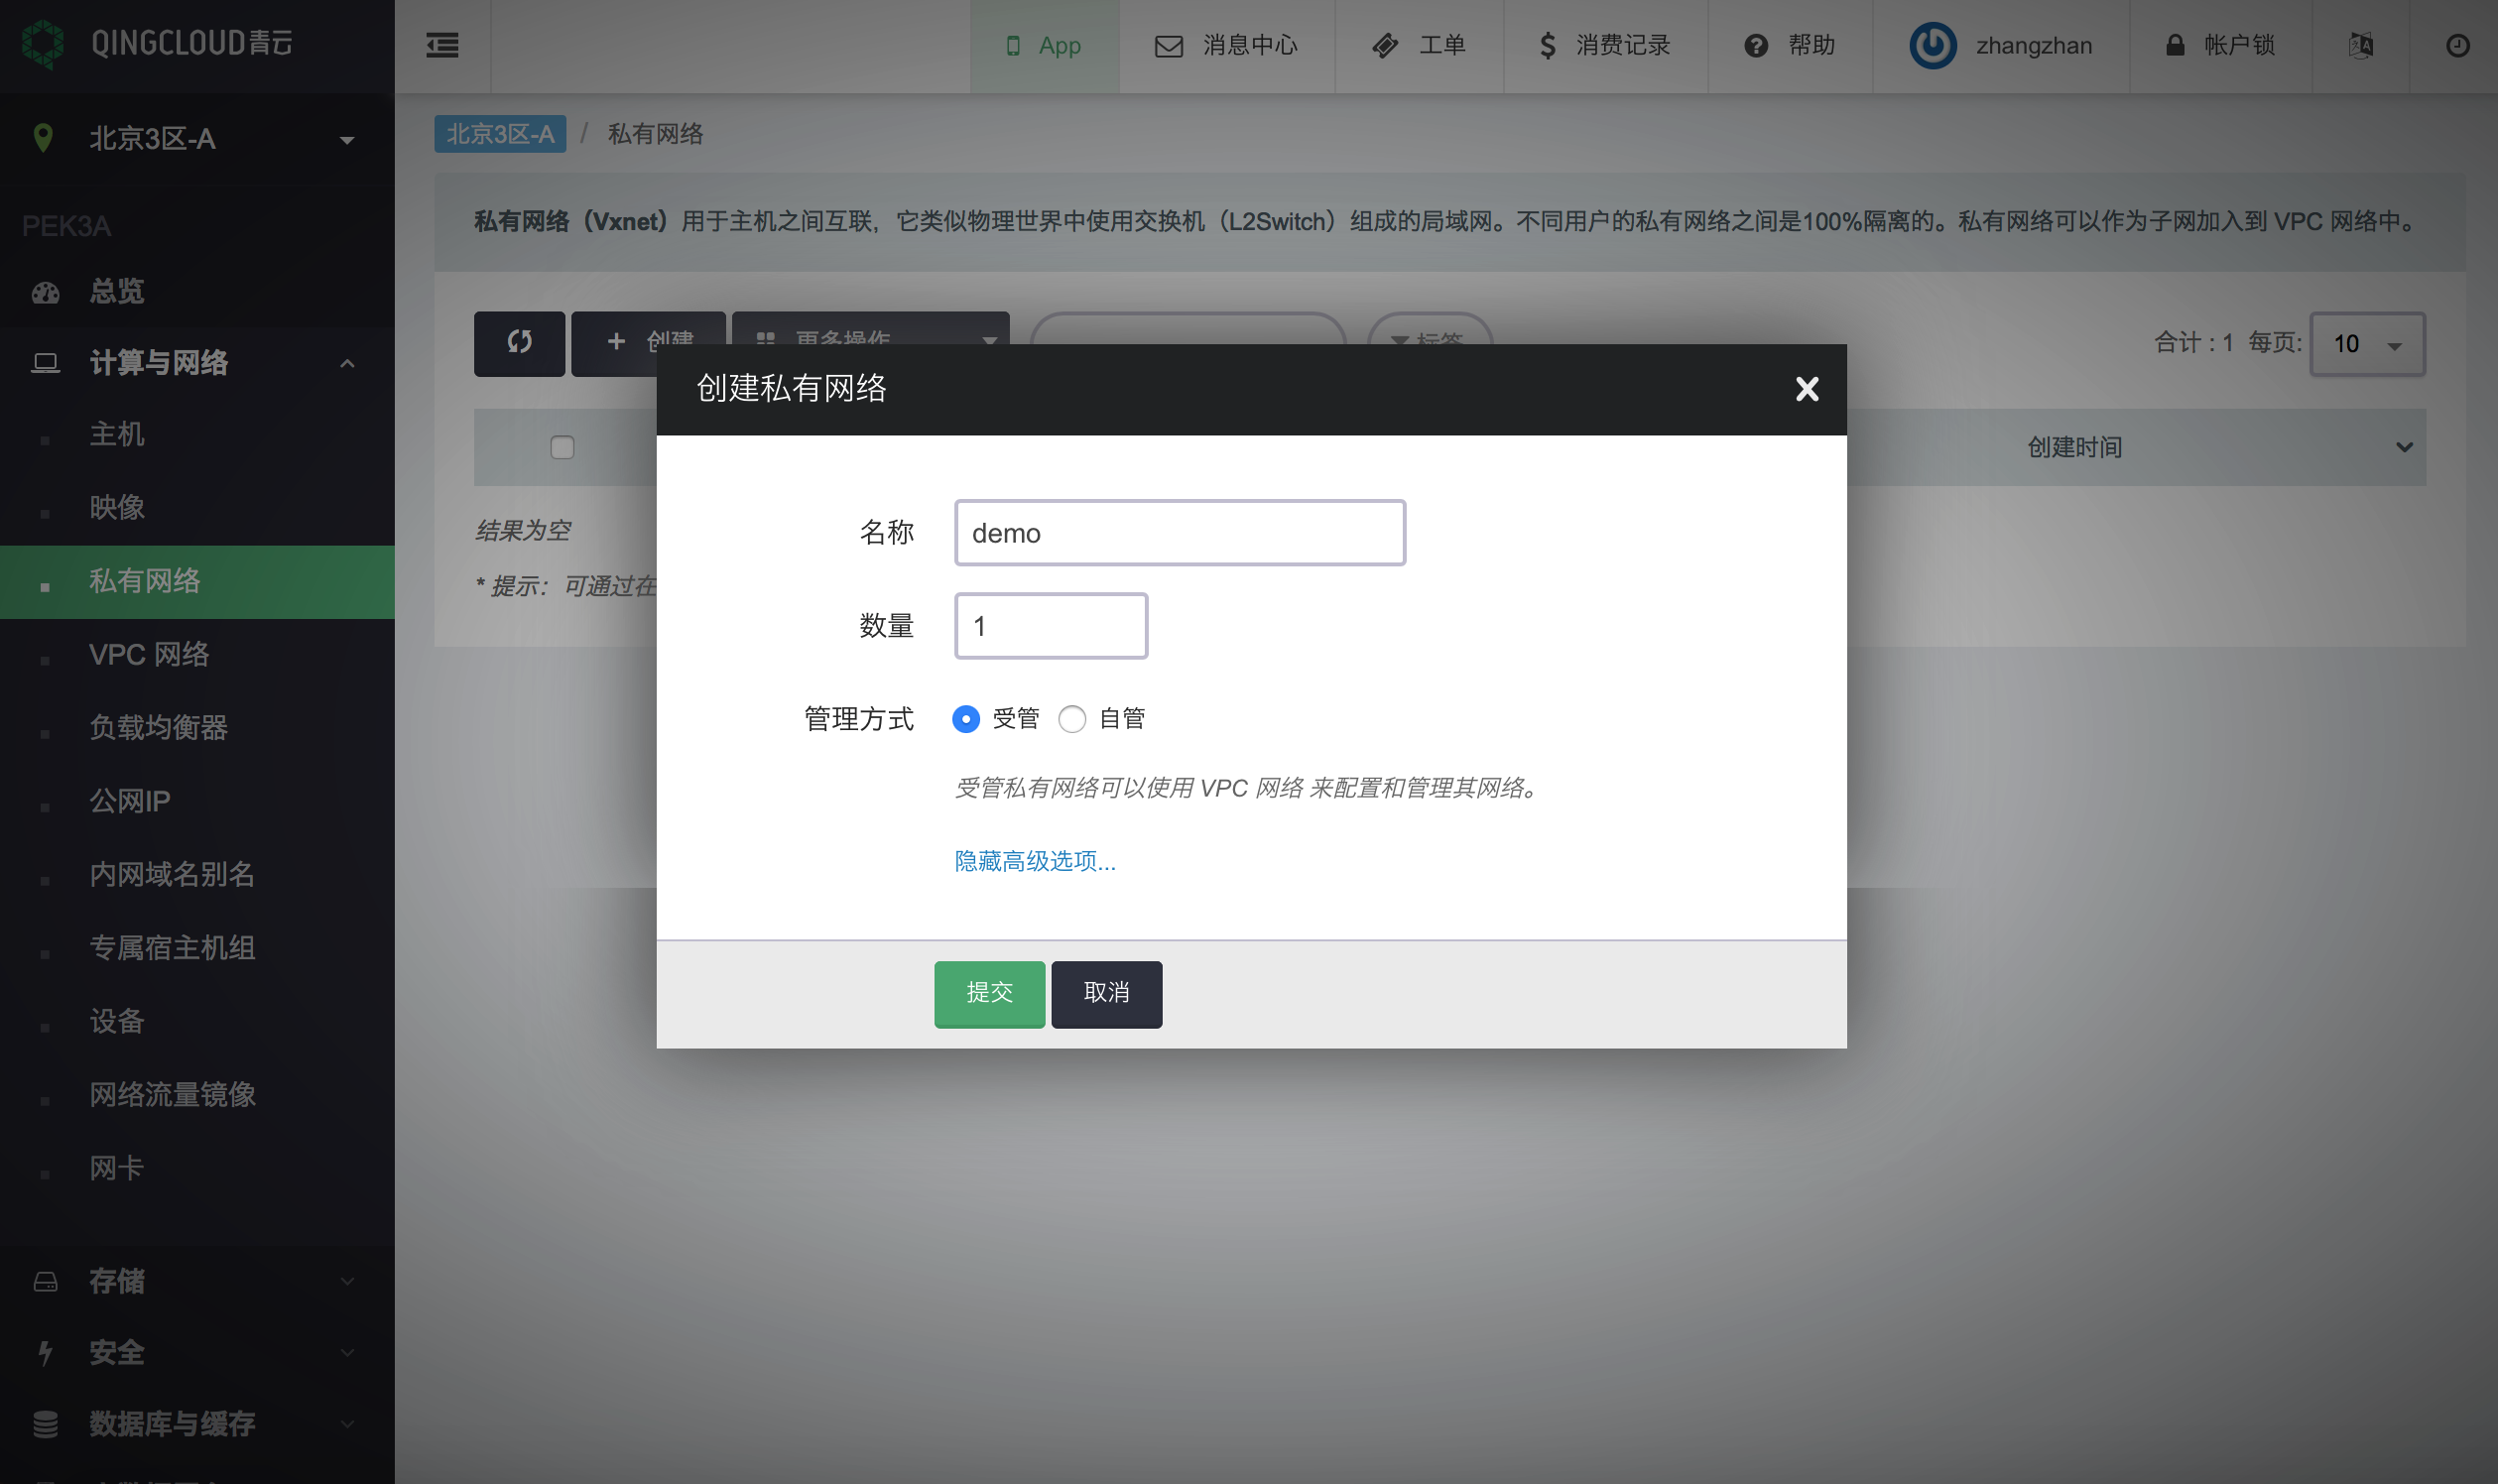 QINGCLOUD青云
App
消息中心
工单
消费记录
帮助
zhangzhan
帐户锁
北京3区-A
PEK3A
总览
计算与网络
主机
映像
私有网络
VPC 网络
负载均衡器
公网IP
内网域名别名
专属宿主机组
设备
网络流量镜像
网卡
存储
安全
数据库与缓存
北京3区-A / 私有网络
私有网络（Vxnet）用于主机之间互联，它类似物理世界中使用交换机（L2Switch）组成的局域网。不同用户的私有网络之间是100%隔离的。私有网络可以作为子网加入到 VPC 网络中。
创建
更多操作
标签
合计 : 1 每页: 10
创建时间
结果为空
* 提示：可通过在
创建私有网络
名称 demo
数量 1
管理方式 受管 自管
受管私有网络可以使用 VPC 网络 来配置和管理其网络。
隐藏高级选项...
提交 取消